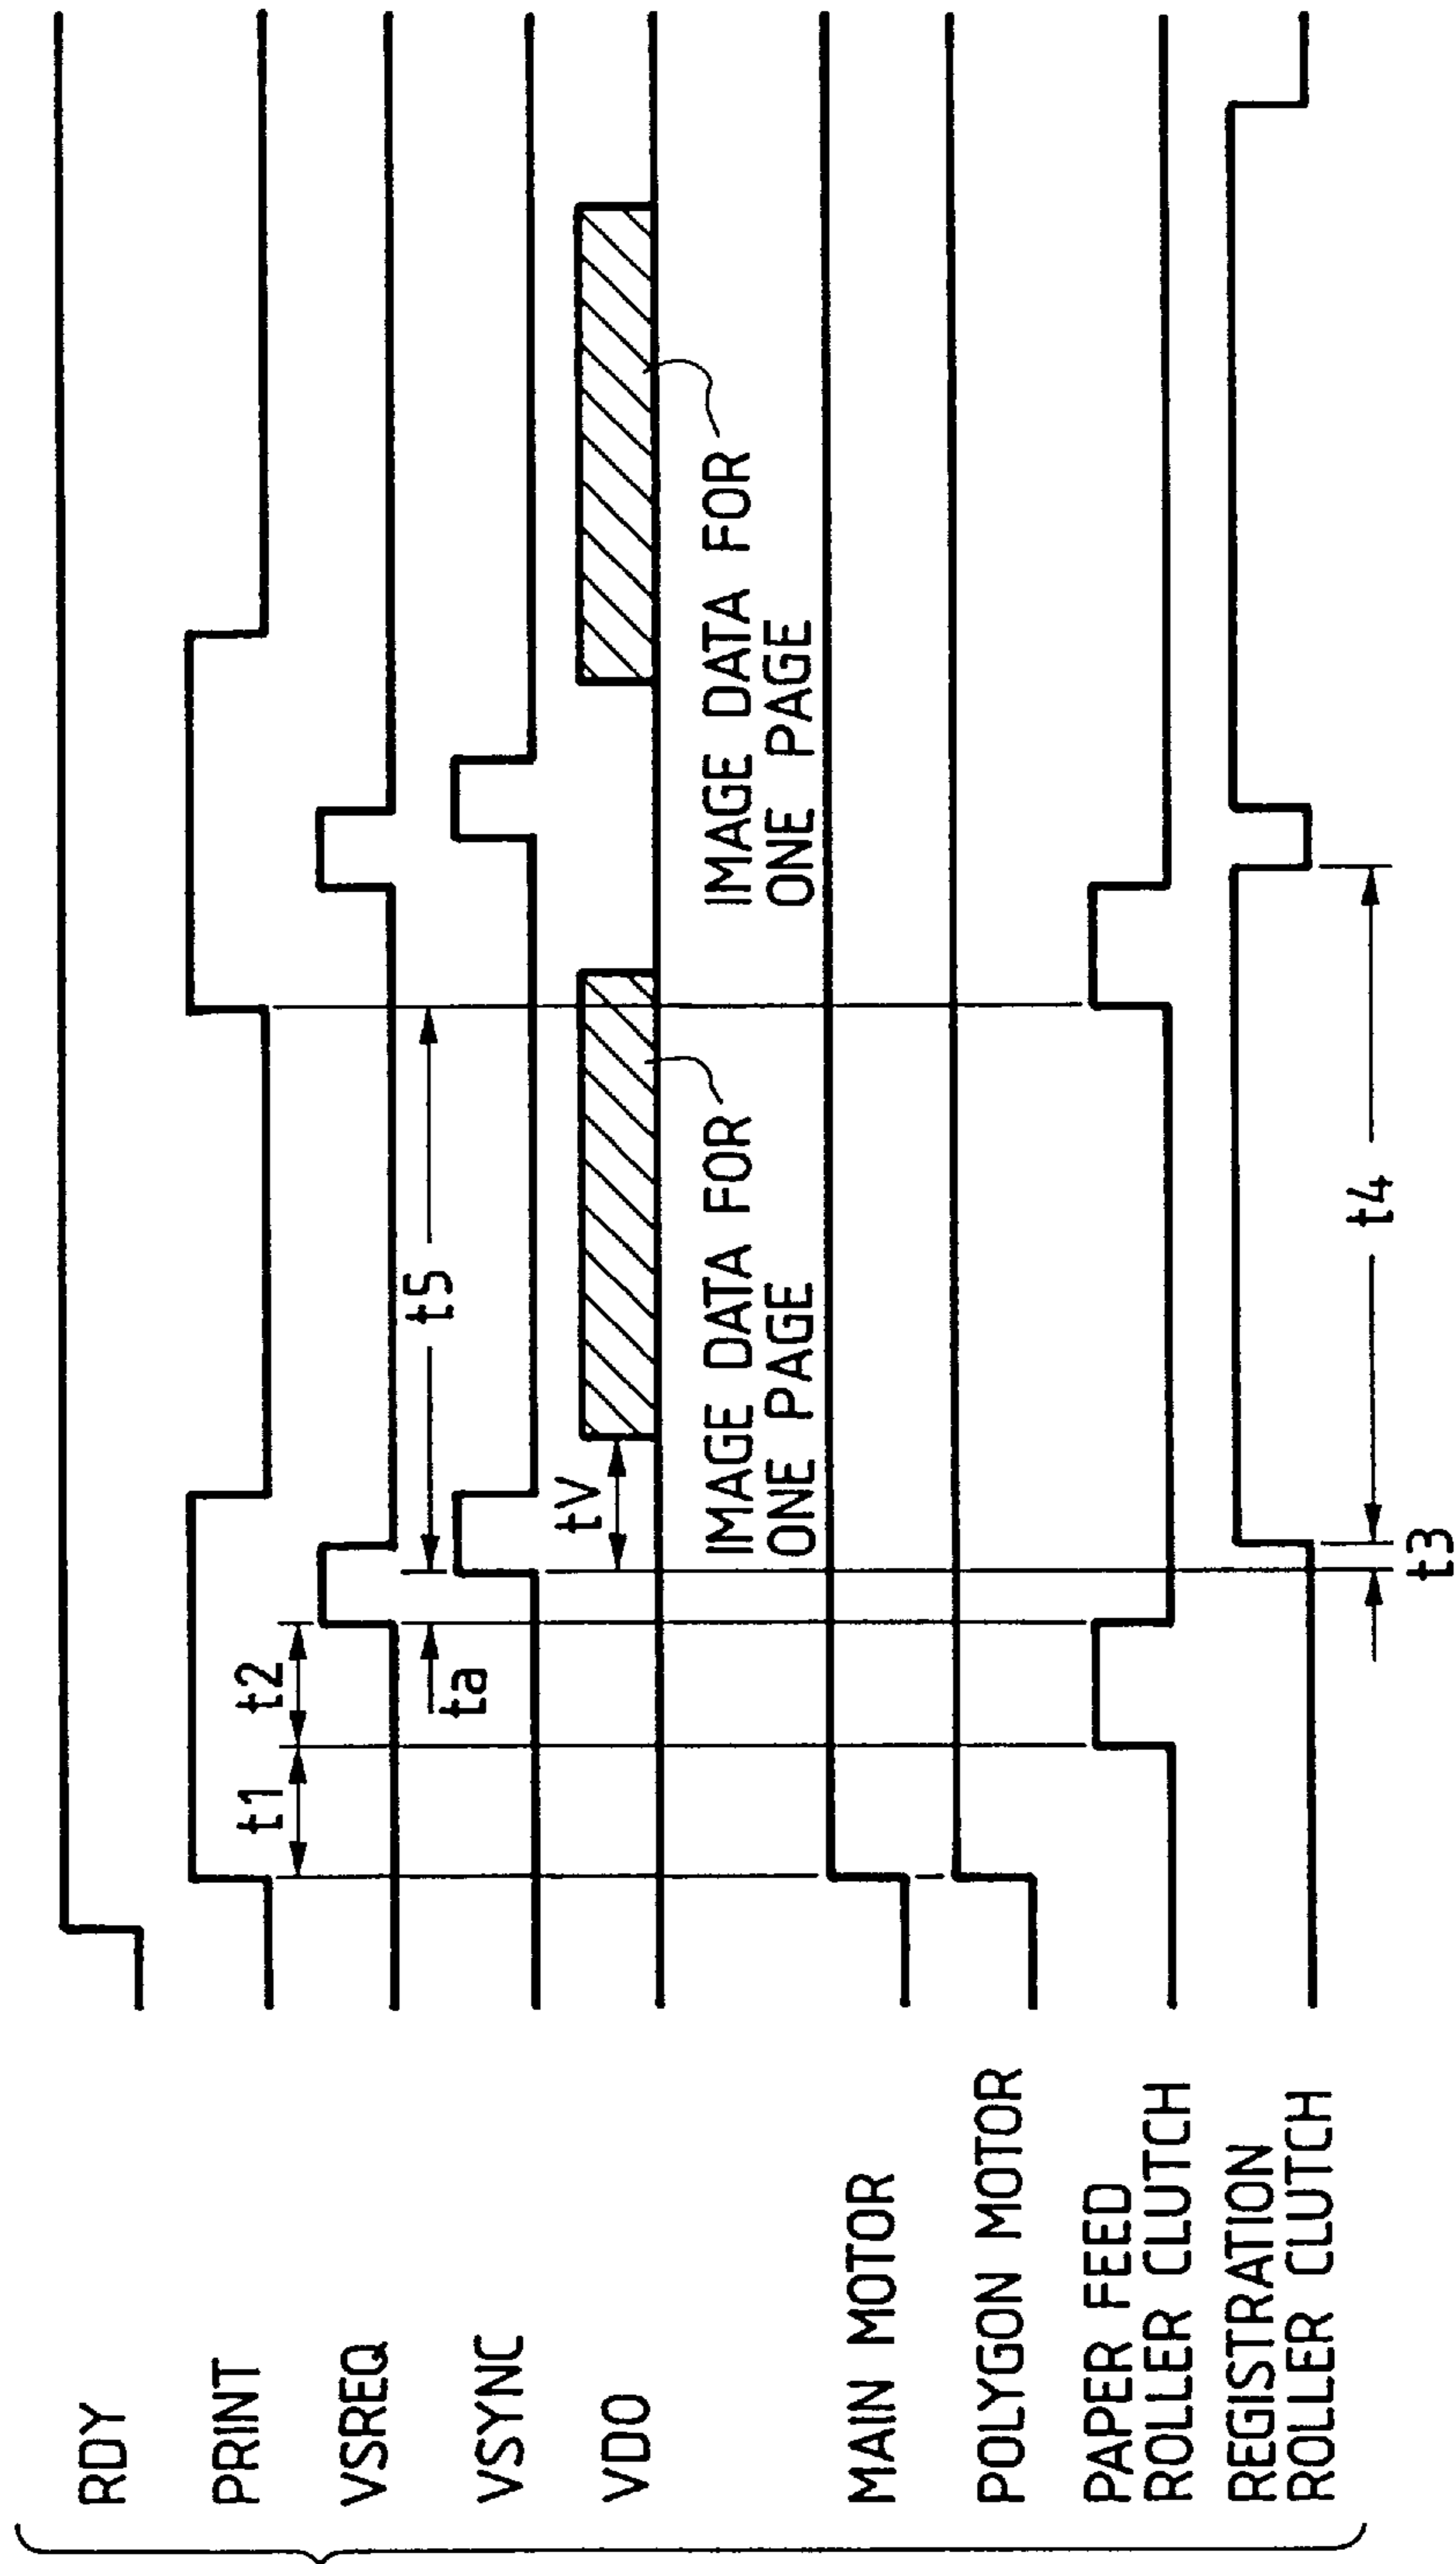 RDY
PRINT
VSREQ
VSYNC
VDO
MAIN MOTOR
POLYGON MOTOR
PAPER FEED
ROLLER CLUTCH
REGISTRATION
ROLLER CLUTCH
t1
t2
ta
tS
tV
IMAGE DATA FOR
ONE PAGE
IMAGE DATA FOR
ONE PAGE
t3
t4